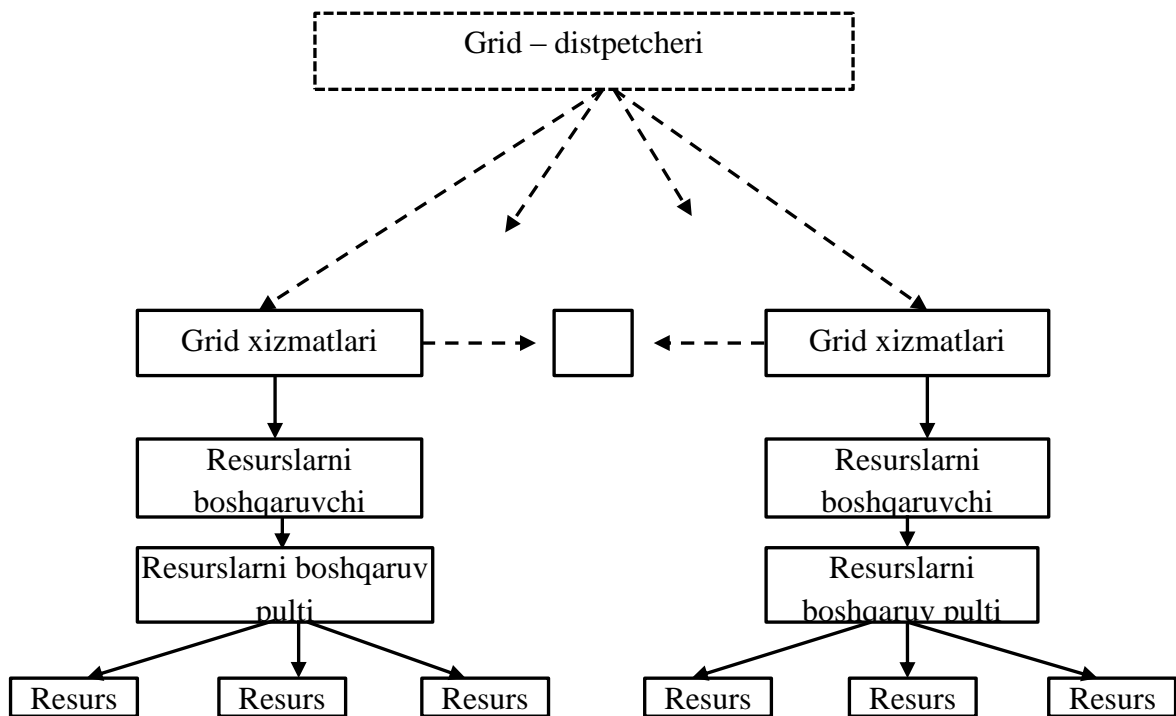 Grid – distpetcheri
Grid xizmatlari
Grid xizmatlari
Resurslarni
boshqaruvchi
Resurslarni
boshqaruvchi
Resurslarni boshqaruv
pulti
Resurslarni
boshqaruv pulti
Resurs
Resurs
Resurs
Resurs
Resurs
Resurs